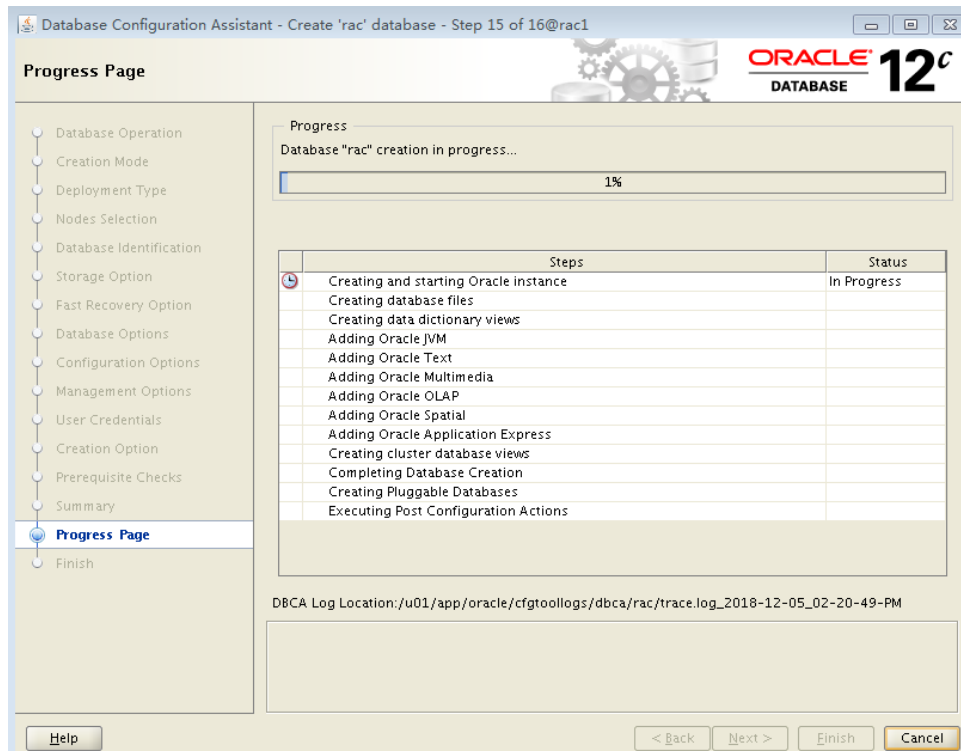 Database Configuration Assistant - Create 'rac' database - Step 15 of 16@rac1
Progress Page
ORACLE DATABASE 12c
Database Operation
Creation Mode
Deployment Type
Nodes Selection
Database Identification
Storage Option
Fast Recovery Option
Database Options
Configuration Options
Management Options
User Credentials
Creation Option
Prerequisite Checks
Summary
Progress Page
Finish
Progress
Database "rac" creation in progress...
1%
Steps Status
Creating and starting Oracle instance In Progress
Creating database files
Creating data dictionary views
Adding Oracle JVM
Adding Oracle Text
Adding Oracle Multimedia
Adding Oracle OLAP
Adding Oracle Spatial
Adding Oracle Application Express
Creating cluster database views
Completing Database Creation
Creating Pluggable Databases
Executing Post Configuration Actions
DBCA Log Location:/u01/app/oracle/cfgtoollogs/dbca/rac/trace.log_2018-12-05_02-20-49-PM
Help < Back Next > Finish Cancel